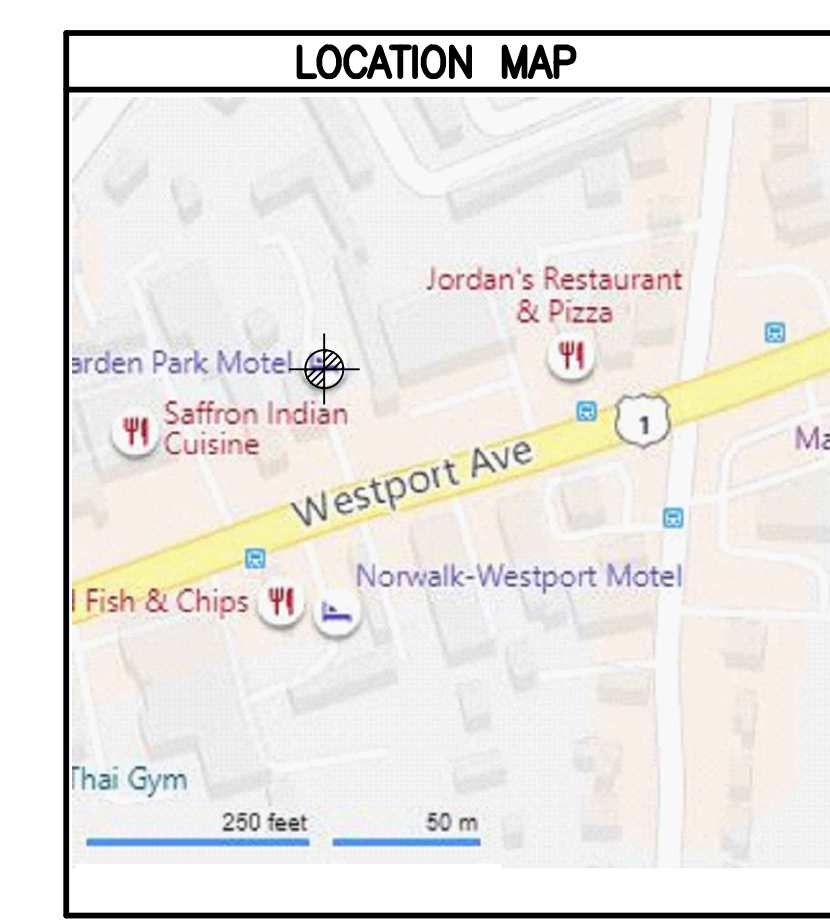 LOCATION MAP
Jordan's Restaurant
& Pizza
arden Park Motel
Saffron Indian
Cuisine
1
Ma
Westport Ave
Norwalk-Westport Motel
Fish & Chips
Thai Gym
250 feet
50 m